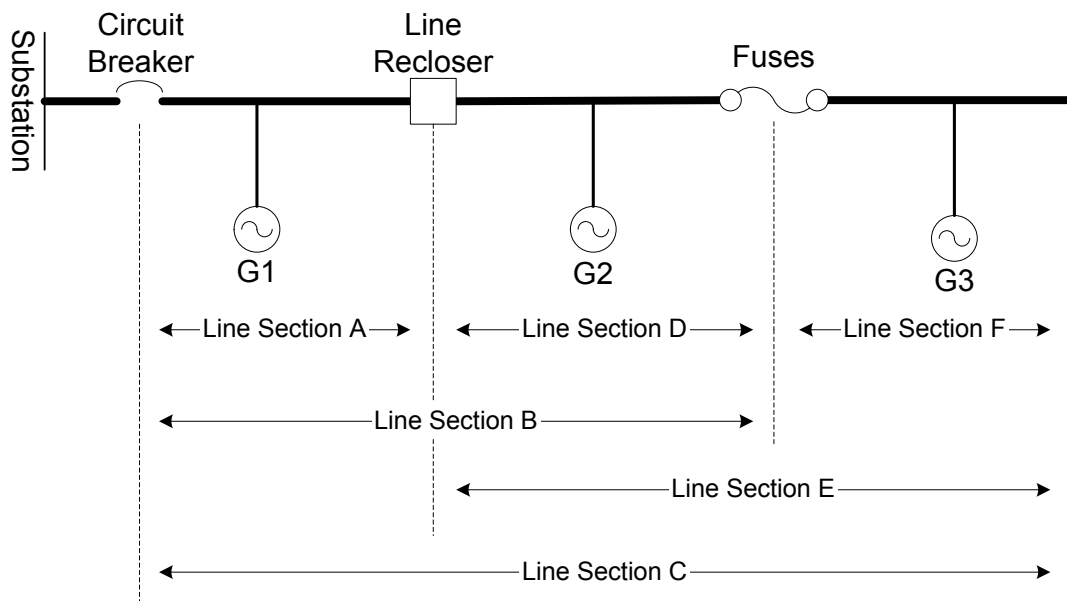 Substation
Circuit
Breaker
Line
Recloser
Fuses
G1
G2
G3
Line Section A
Line Section D
Line Section F
Line Section B
Line Section E
Line Section C